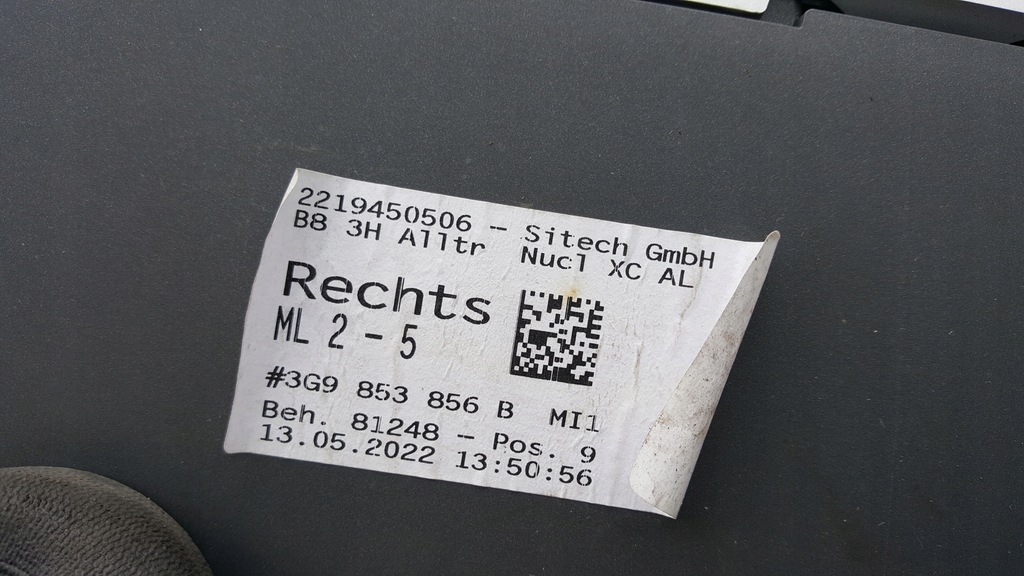 2219450506 - Sitech GmbH
B8 3H Alltr Nucl XC AL
Rechts
ML 2 - 5
#3G9 853 856 B MI1
Beh. 81248 - Pos. 9
13.05.2022 13:50:56